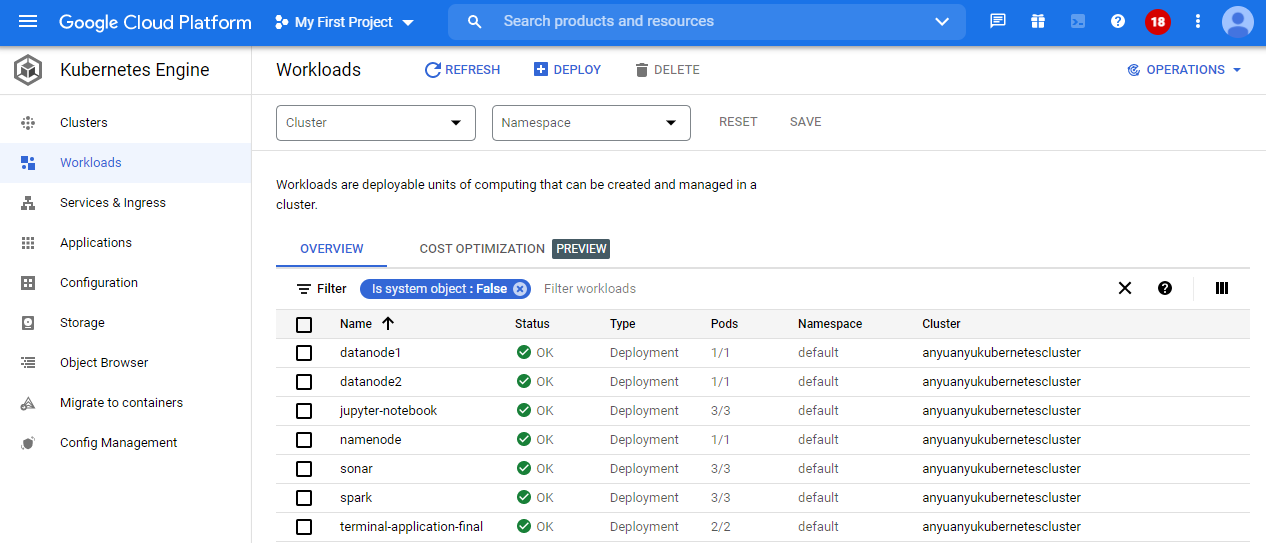 Google Cloud Platform My First Project Search products and resources 18
Kubernetes Engine Workloads REFRESH DEPLOY DELETE OPERATIONS
Clusters
Workloads
Services & Ingress
Applications
Configuration
Storage
Object Browser
Migrate to containers
Config Management
Cluster Namespace RESET SAVE
Workloads are deployable units of computing that can be created and managed in a
cluster.
OVERVIEW COST OPTIMIZATION PREVIEW
Filter Is system object : False Filter workloads
Name Status Type Pods Namespace Cluster
datanode1 OK Deployment 1/1 default anyuanyukubernetescluster
datanode2 OK Deployment 1/1 default anyuanyukubernetescluster
jupyter-notebook OK Deployment 3/3 default anyuanyukubernetescluster
namenode OK Deployment 1/1 default anyuanyukubernetescluster
sonar OK Deployment 3/3 default anyuanyukubernetescluster
spark OK Deployment 3/3 default anyuanyukubernetescluster
terminal-application-final OK Deployment 2/2 default anyuanyukubernetescluster